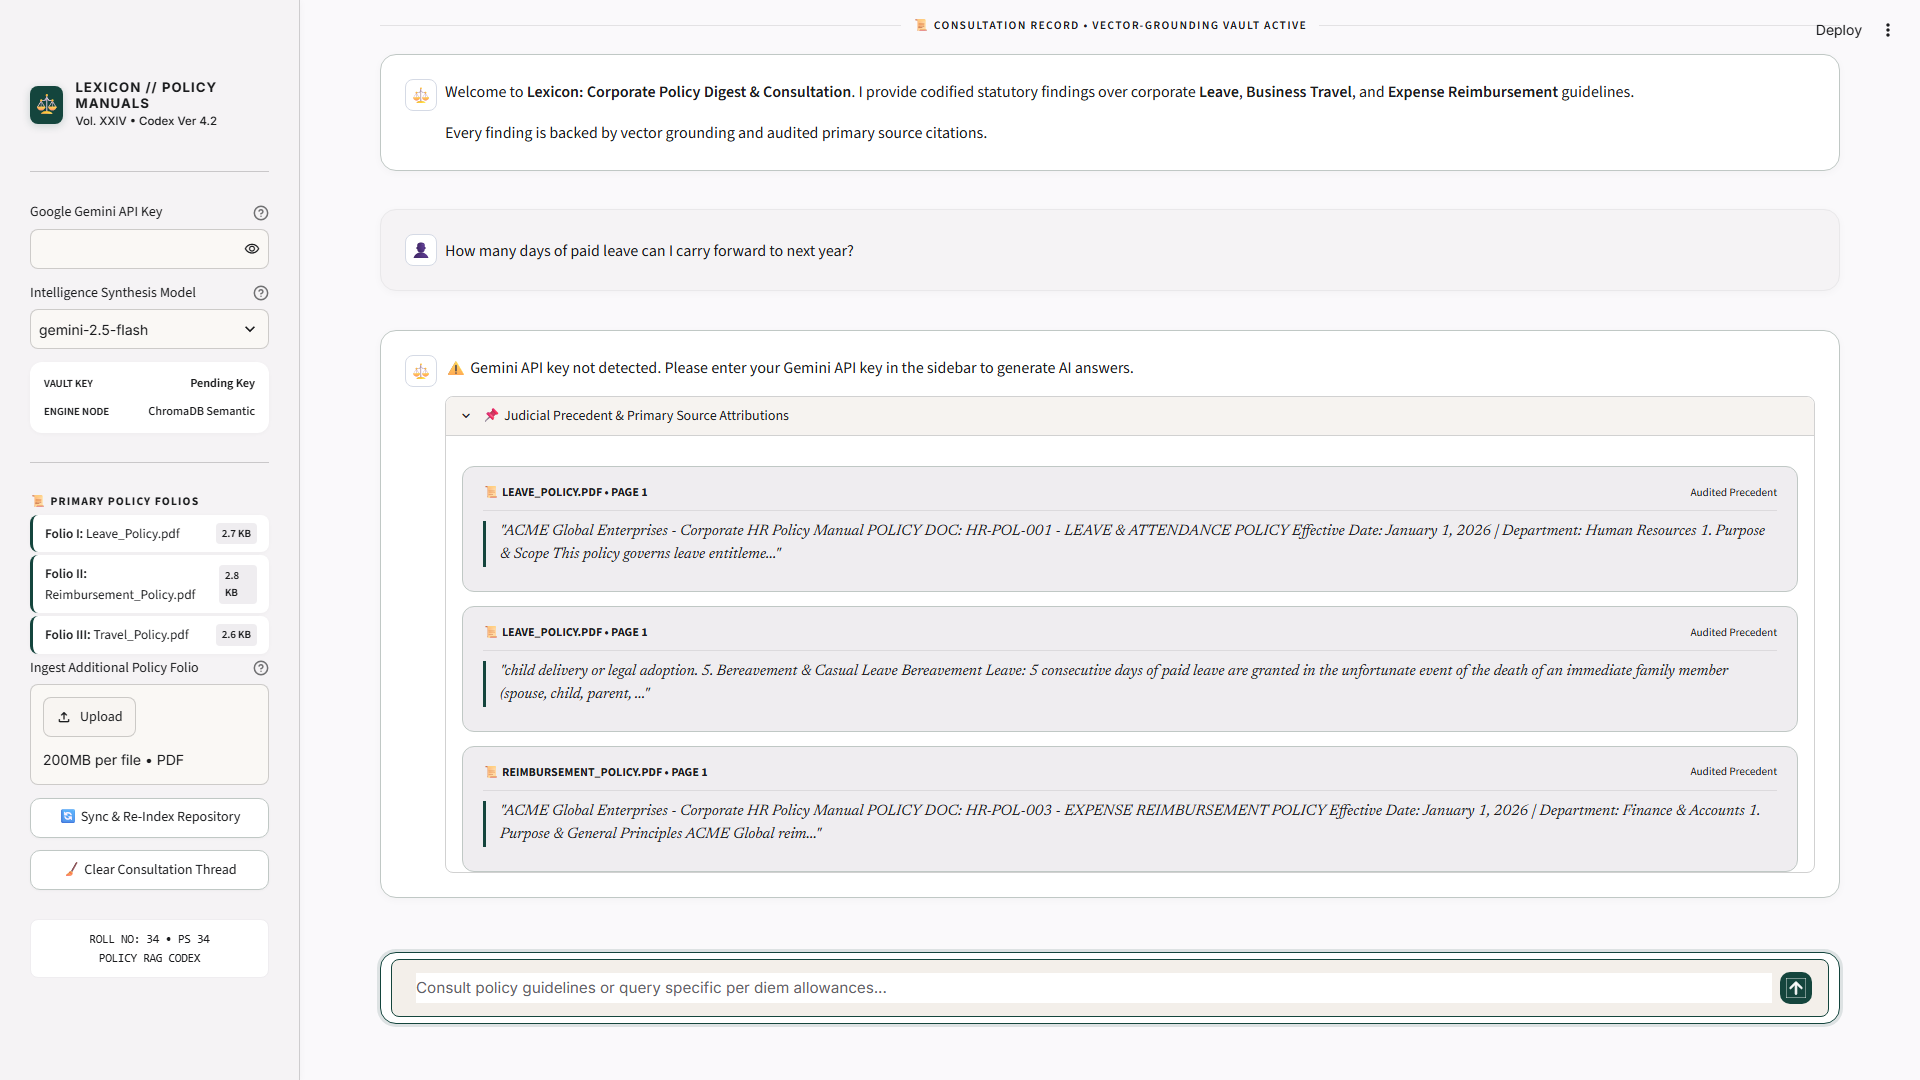 LEXICON // POLICY
MANUALS
Vol. XXIV • Codex Ver 4.2
Google Gemini API Key
Intelligence Synthesis Model
gemini-2.5-flash
VAULT KEY Pending Key
ENGINE NODE ChromaDB Semantic
PRIMARY POLICY FOLIOS
Folio I: Leave_Policy.pdf 2.7 KB
Folio II:
Reimbursement_Policy.pdf
2.8
KB
Folio III: Travel_Policy.pdf 2.6 KB
Ingest Additional Policy Folio
Upload
200MB per file • PDF
Sync & Re-Index Repository
Clear Consultation Thread
ROLL NO: 34 • PS 34
POLICY RAG CODEX
CONSULTATION RECORD • VECTOR-GROUNDING VAULT ACTIVE
Deploy
Welcome to Lexicon: Corporate Policy Digest & Consultation. I provide codified statutory findings over corporate Leave, Business Travel, and Expense Reimbursement guidelines.
Every finding is backed by vector grounding and audited primary source citations.
How many days of paid leave can I carry forward to next year?
Gemini API key not detected. Please enter your Gemini API key in the sidebar to generate AI answers.
Judicial Precedent & Primary Source Attributions
LEAVE_POLICY.PDF • PAGE 1 Audited Precedent
"ACME Global Enterprises - Corporate HR Policy Manual POLICY DOC: HR-POL-001 - LEAVE & ATTENDANCE POLICY Effective Date: January 1, 2026 | Department: Human Resources 1. Purpose
& Scope This policy governs leave entitleme..."
LEAVE_POLICY.PDF • PAGE 1 Audited Precedent
"child delivery or legal adoption. 5. Bereavement & Casual Leave Bereavement Leave: 5 consecutive days of paid leave are granted in the unfortunate event of the death of an immediate family member
(spouse, child, parent, ..."
REIMBURSEMENT_POLICY.PDF • PAGE 1 Audited Precedent
"ACME Global Enterprises - Corporate HR Policy Manual POLICY DOC: HR-POL-003 - EXPENSE REIMBURSEMENT POLICY Effective Date: January 1, 2026 | Department: Finance & Accounts 1.
Purpose & General Principles ACME Global reim..."
Consult policy guidelines or query specific per diem allowances...